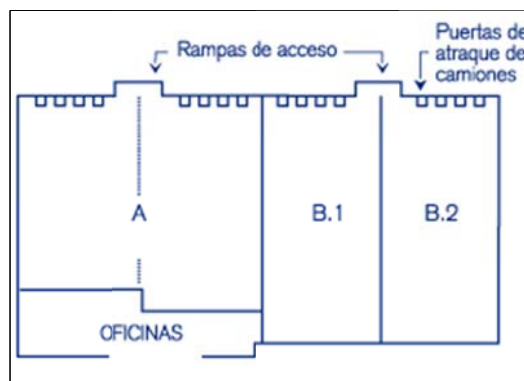 Rampas de acceso
Puertas de
atraque de
camiones
A
B.1
B.2
OFICINAS